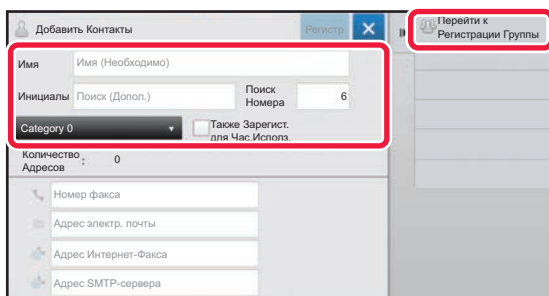 Добавить Контакты
Регистр
Перейти к
Регистрации Группы
Имя
Имя (Необходимо)
Инициалы
Поиск (Допол.)
Поиск
Номера
6
Category 0
Также Зарегист.
для Час.Исполз.
Количество
Адресов
:
0
Номер факса
Адрес электр. почты
Адрес Интернет-Факса
Адрес SMTP-сервера